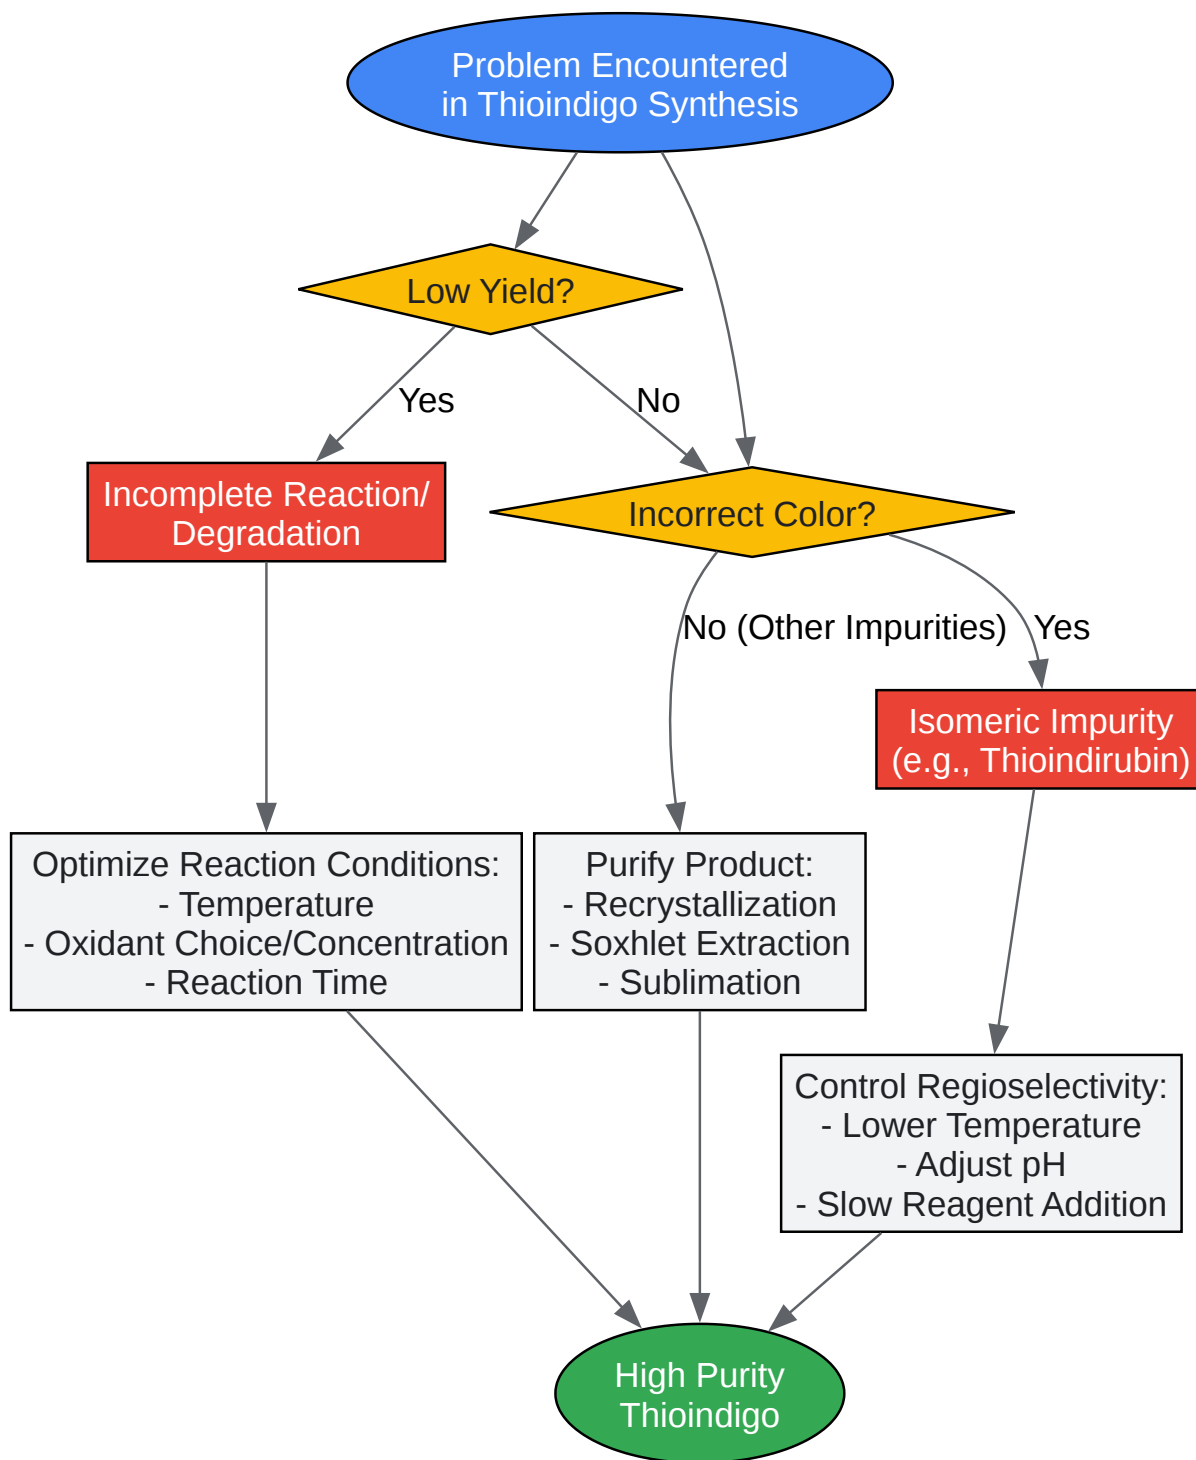 Problem Encountered
in Thioindigo Synthesis
Low Yield?
Yes
No
Incomplete Reaction/
Degradation
Incorrect Color?
No (Other Impurities)
Yes
Isomeric Impurity
(e.g., Thioindirubin)
Optimize Reaction Conditions:
- Temperature
- Oxidant Choice/Concentration
- Reaction Time
Purify Product:
- Recrystallization
- Soxhlet Extraction
- Sublimation
Control Regioselectivity:
- Lower Temperature
- Adjust pH
- Slow Reagent Addition
High Purity
Thioindigo